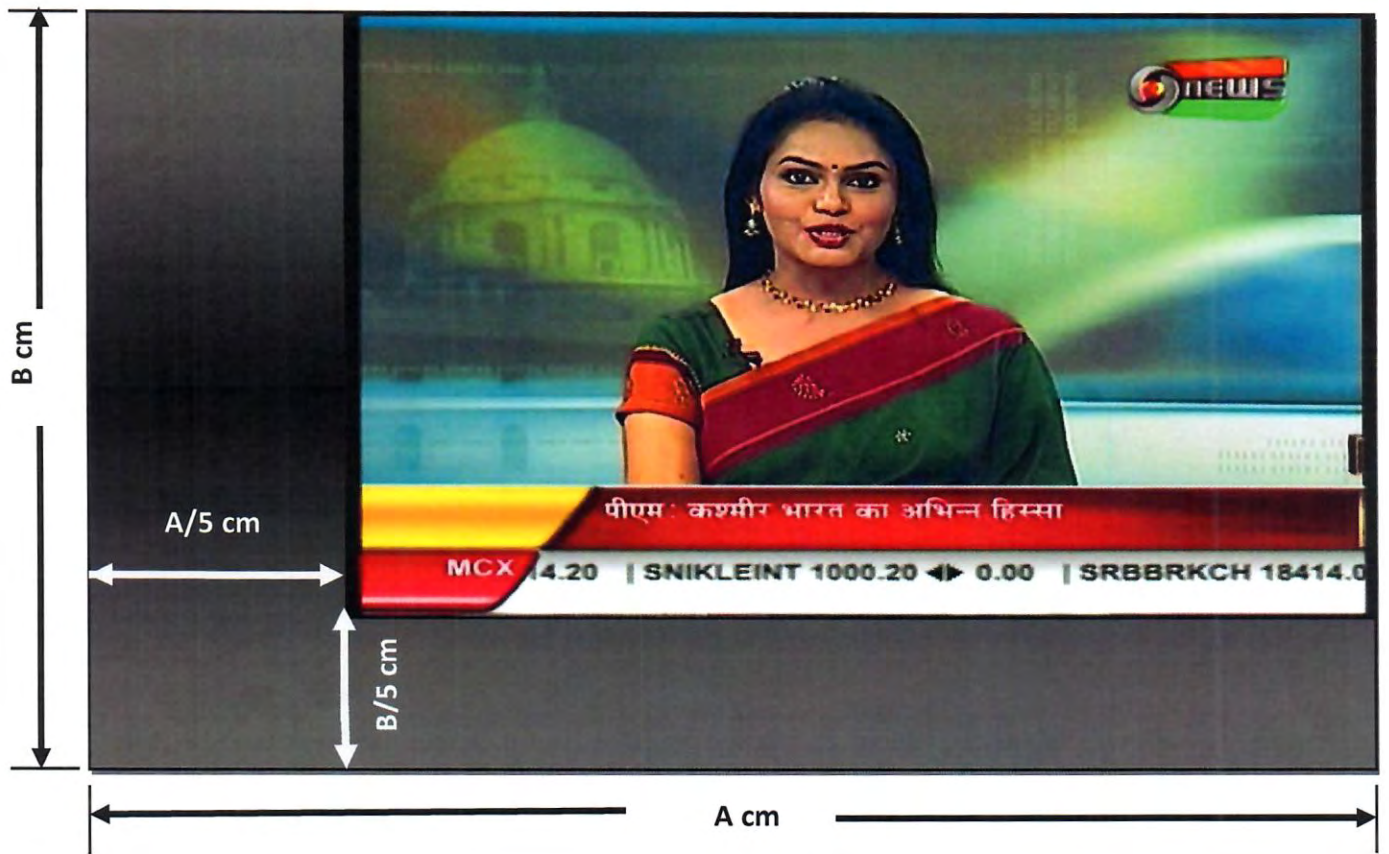 NEWS
B cm
A/5 cm
पीएम: कश्मीर भारत का अभिन्न हिस्सा
MCX 14.20 | SNIKLEINT 1000.20 ◀▶ 0.00 | SRBBRKCH 18414.0
B/5 cm
A cm